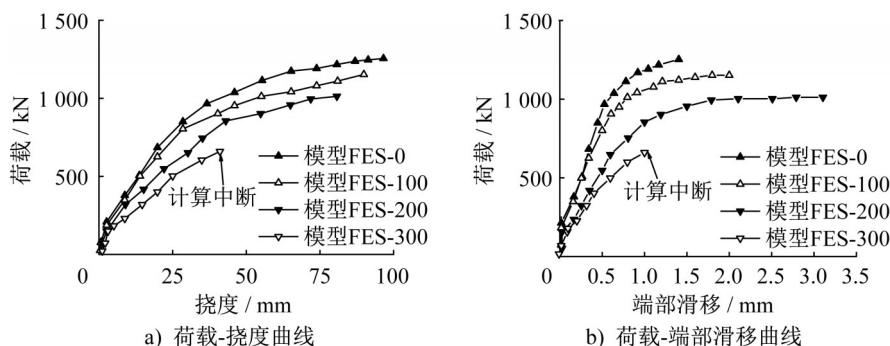 1 500
1 000
500
0
25
50
75
100
荷载 / kN
挠度 / mm
模型FES-0
模型FES-100
模型FES-200
模型FES-300
计算中断
a) 荷载-挠度曲线
1 500
1 000
500
0
0.5
1.0
1.5
2.0
2.5
3.0
3.5
荷载 / kN
端部滑移 / mm
模型FES-0
模型FES-100
模型FES-200
模型FES-300
计算中断
b) 荷载-端部滑移曲线